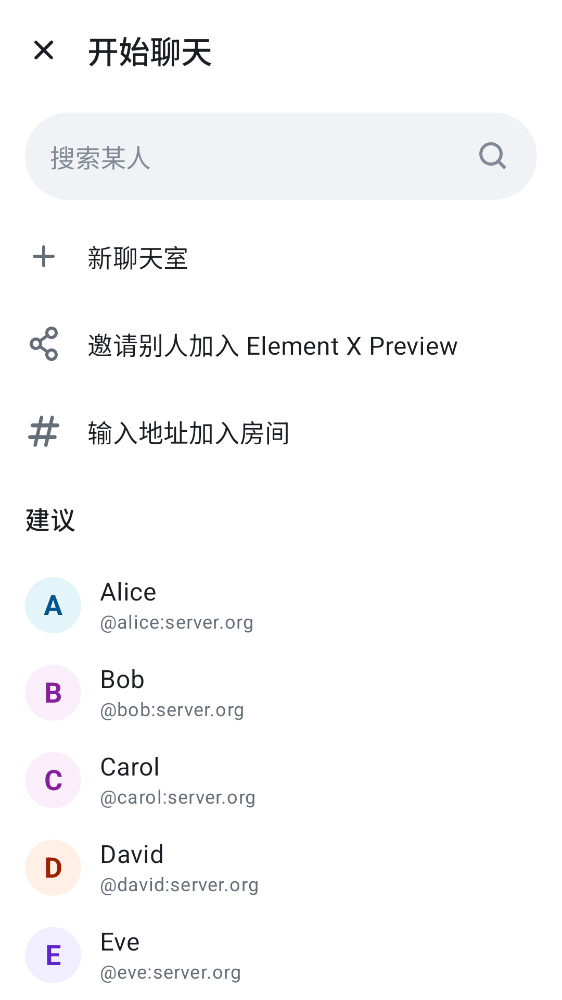 开始聊天
搜索某人
新聊天室
邀请别人加入 Element X Preview
输入地址加入房间
建议
A
Alice
@alice:server.org
B
Bob
@bob:server.org
C
Carol
@carol:server.org
D
David
@david:server.org
E
Eve
@eve:server.org